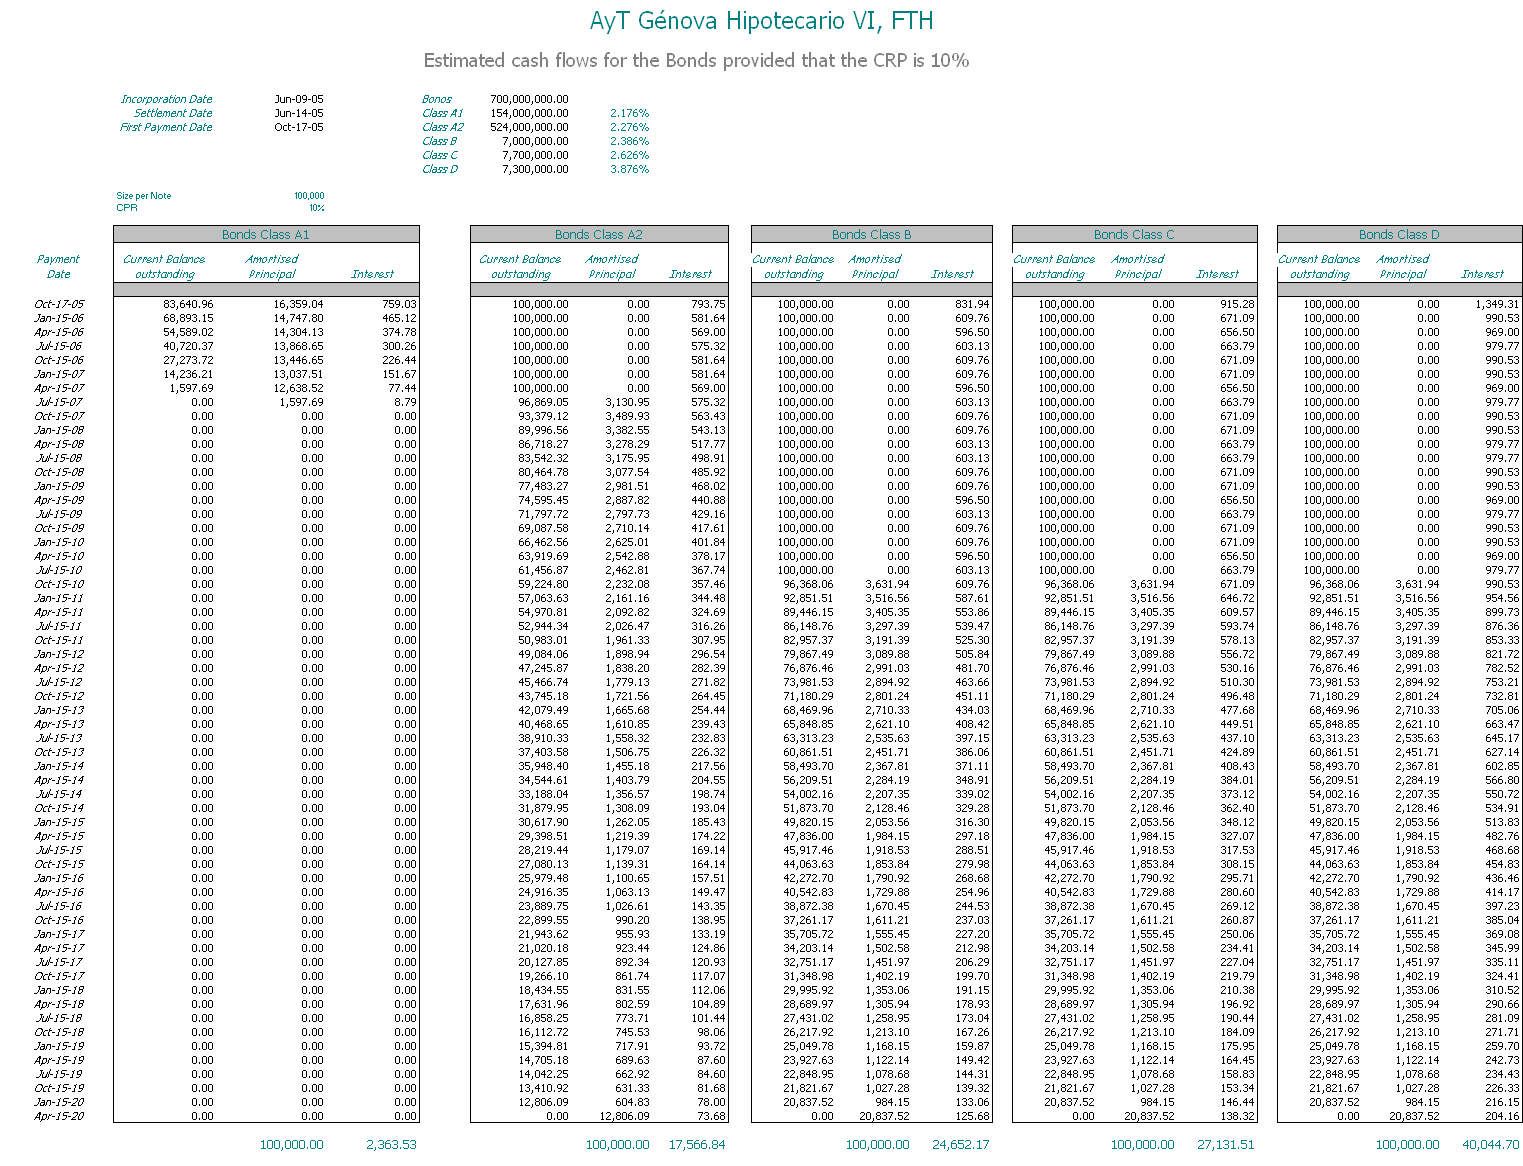 AyT Génova Hipotecario VI, FTH
Estimated cash flows for the Bonds provided that the CRP is 10%
Incorporation Date Jun-09-05 Bonos 700,000,000.00
Settlement Date Jun-14-05 Class A1 154,000,000.00 2.176%
First Payment Date Oct-17-05 Class A2 524,000,000.00 2.276%
Class B 7,000,000.00 2.386%
Class C 7,700,000.00 2.626%
Class D 7,300,000.00 3.876%
Size per Note 100,000
CPR 10%
Bonds Class A1 Bonds Class A2 Bonds Class B Bonds Class C Bonds Class D
Payment Current Balance Amortised Current Balance Amortised Current Balance Amortised Current Balance Amortised Current Balance Amortised
Date outstanding Principal Interest outstanding Principal Interest outstanding Principal Interest outstanding Principal Interest outstanding Principal Interest
Oct-17-05 83,640.96 16,359.04 759.03 100,000.00 0.00 793.75 100,000.00 0.00 831.94 100,000.00 0.00 915.28 100,000.00 0.00 1,349.31
Jan-15-06 68,893.15 14,747.80 465.12 100,000.00 0.00 581.64 100,000.00 0.00 609.76 100,000.00 0.00 671.09 100,000.00 0.00 990.53
Apr-15-06 54,589.02 14,304.13 374.78 100,000.00 0.00 569.00 100,000.00 0.00 596.50 100,000.00 0.00 656.50 100,000.00 0.00 969.00
Jul-15-06 40,720.37 13,868.65 300.26 100,000.00 0.00 575.32 100,000.00 0.00 603.13 100,000.00 0.00 663.79 100,000.00 0.00 979.77
Oct-15-06 27,273.72 13,446.65 226.44 100,000.00 0.00 581.64 100,000.00 0.00 609.76 100,000.00 0.00 671.09 100,000.00 0.00 990.53
Jan-15-07 14,236.21 13,037.51 151.67 100,000.00 0.00 581.64 100,000.00 0.00 609.76 100,000.00 0.00 671.09 100,000.00 0.00 990.53
Apr-15-07 1,597.69 12,638.52 77.44 100,000.00 0.00 569.00 100,000.00 0.00 596.50 100,000.00 0.00 656.50 100,000.00 0.00 969.00
Jul-15-07 0.00 1,597.69 8.79 96,869.05 3,130.95 575.32 100,000.00 0.00 603.13 100,000.00 0.00 663.79 100,000.00 0.00 979.77
Oct-15-07 0.00 0.00 0.00 93,379.12 3,489.93 563.43 100,000.00 0.00 609.76 100,000.00 0.00 671.09 100,000.00 0.00 990.53
Jan-15-08 0.00 0.00 0.00 89,996.56 3,382.55 543.13 100,000.00 0.00 609.76 100,000.00 0.00 671.09 100,000.00 0.00 990.53
Apr-15-08 0.00 0.00 0.00 86,718.27 3,278.29 517.77 100,000.00 0.00 603.13 100,000.00 0.00 663.79 100,000.00 0.00 979.77
Jul-15-08 0.00 0.00 0.00 83,542.32 3,175.95 498.91 100,000.00 0.00 603.13 100,000.00 0.00 663.79 100,000.00 0.00 979.77
Oct-15-08 0.00 0.00 0.00 80,464.78 3,077.54 485.92 100,000.00 0.00 609.76 100,000.00 0.00 671.09 100,000.00 0.00 990.53
Jan-15-09 0.00 0.00 0.00 77,483.27 2,981.51 468.02 100,000.00 0.00 609.76 100,000.00 0.00 671.09 100,000.00 0.00 990.53
Apr-15-09 0.00 0.00 0.00 74,595.45 2,887.82 440.88 100,000.00 0.00 596.50 100,000.00 0.00 656.50 100,000.00 0.00 969.00
Jul-15-09 0.00 0.00 0.00 71,797.72 2,797.73 429.16 100,000.00 0.00 603.13 100,000.00 0.00 663.79 100,000.00 0.00 979.77
Oct-15-09 0.00 0.00 0.00 69,087.58 2,710.14 417.61 100,000.00 0.00 609.76 100,000.00 0.00 671.09 100,000.00 0.00 990.53
Jan-15-10 0.00 0.00 0.00 66,462.56 2,625.01 401.84 100,000.00 0.00 609.76 100,000.00 0.00 671.09 100,000.00 0.00 990.53
Apr-15-10 0.00 0.00 0.00 63,919.69 2,542.88 378.17 100,000.00 0.00 596.50 100,000.00 0.00 656.50 100,000.00 0.00 969.00
Jul-15-10 0.00 0.00 0.00 61,456.87 2,462.81 367.74 100,000.00 0.00 603.13 100,000.00 0.00 663.79 100,000.00 0.00 979.77
Oct-15-10 0.00 0.00 0.00 59,224.80 2,232.08 357.46 96,368.06 3,631.94 609.76 96,368.06 3,631.94 671.09 96,368.06 3,631.94 990.53
Jan-15-11 0.00 0.00 0.00 57,063.63 2,161.16 344.48 92,851.51 3,516.56 587.61 92,851.51 3,516.56 646.72 92,851.51 3,516.56 954.56
Apr-15-11 0.00 0.00 0.00 54,970.81 2,092.82 324.69 89,446.15 3,405.35 553.86 89,446.15 3,405.35 609.57 89,446.15 3,405.35 899.73
Jul-15-11 0.00 0.00 0.00 52,944.34 2,026.47 316.26 86,148.76 3,297.39 539.47 86,148.76 3,297.39 593.74 86,148.76 3,297.39 876.36
Oct-15-11 0.00 0.00 0.00 50,983.01 1,961.33 307.95 82,957.37 3,191.39 525.30 82,957.37 3,191.39 578.13 82,957.37 3,191.39 853.33
Jan-15-12 0.00 0.00 0.00 49,084.06 1,898.94 296.54 79,867.49 3,089.88 505.84 79,867.49 3,089.88 556.72 79,867.49 3,089.88 821.72
Apr-15-12 0.00 0.00 0.00 47,245.87 1,838.20 282.39 76,876.46 2,991.03 481.70 76,876.46 2,991.03 530.16 76,876.46 2,991.03 782.52
Jul-15-12 0.00 0.00 0.00 45,466.74 1,779.13 271.82 73,981.53 2,894.92 463.66 73,981.53 2,894.92 510.30 73,981.53 2,894.92 753.21
Oct-15-12 0.00 0.00 0.00 43,745.18 1,721.56 264.45 71,180.29 2,801.24 451.11 71,180.29 2,801.24 496.48 71,180.29 2,801.24 732.81
Jan-15-13 0.00 0.00 0.00 42,079.49 1,665.68 254.44 68,469.96 2,710.33 434.03 68,469.96 2,710.33 477.68 68,469.96 2,710.33 705.06
Apr-15-13 0.00 0.00 0.00 40,468.65 1,610.85 239.43 65,848.85 2,621.10 408.42 65,848.85 2,621.10 449.51 65,848.85 2,621.10 663.47
Jul-15-13 0.00 0.00 0.00 38,910.33 1,558.32 232.83 63,313.23 2,535.63 397.15 63,313.23 2,535.63 437.10 63,313.23 2,535.63 645.17
Oct-15-13 0.00 0.00 0.00 37,403.58 1,506.75 226.32 60,861.51 2,451.71 386.06 60,861.51 2,451.71 424.89 60,861.51 2,451.71 627.14
Jan-15-14 0.00 0.00 0.00 35,948.40 1,455.18 217.56 58,493.70 2,367.81 371.11 58,493.70 2,367.81 408.43 58,493.70 2,367.81 602.85
Apr-15-14 0.00 0.00 0.00 34,544.61 1,403.79 204.55 56,209.51 2,284.19 348.91 56,209.51 2,284.19 384.01 56,209.51 2,284.19 566.80
Jul-15-14 0.00 0.00 0.00 33,188.04 1,356.57 198.74 54,002.16 2,207.35 339.02 54,002.16 2,207.35 373.12 54,002.16 2,207.35 550.72
Oct-15-14 0.00 0.00 0.00 31,879.95 1,308.09 193.04 51,873.70 2,128.46 329.28 51,873.70 2,128.46 362.40 51,873.70 2,128.46 534.91
Jan-15-15 0.00 0.00 0.00 30,617.90 1,262.05 185.43 49,820.15 2,053.56 316.30 49,820.15 2,053.56 348.12 49,820.15 2,053.56 513.83
Apr-15-15 0.00 0.00 0.00 29,398.51 1,219.39 174.22 47,836.00 1,984.15 297.18 47,836.00 1,984.15 327.07 47,836.00 1,984.15 482.76
Jul-15-15 0.00 0.00 0.00 28,219.44 1,179.07 169.14 45,917.46 1,918.53 288.51 45,917.46 1,918.53 317.53 45,917.46 1,918.53 468.68
Oct-15-15 0.00 0.00 0.00 27,080.13 1,139.31 164.14 44,063.63 1,853.84 279.98 44,063.63 1,853.84 308.15 44,063.63 1,853.84 454.83
Jan-15-16 0.00 0.00 0.00 25,979.48 1,100.65 157.51 42,272.70 1,790.92 268.68 42,272.70 1,790.92 295.71 42,272.70 1,790.92 436.46
Apr-15-16 0.00 0.00 0.00 24,916.35 1,063.13 149.47 40,542.83 1,729.88 254.96 40,542.83 1,729.88 280.60 40,542.83 1,729.88 414.17
Jul-15-16 0.00 0.00 0.00 23,889.75 1,026.61 143.35 38,872.38 1,670.45 244.53 38,872.38 1,670.45 269.12 38,872.38 1,670.45 397.23
Oct-15-16 0.00 0.00 0.00 22,899.55 990.20 138.95 37,261.17 1,611.21 237.03 37,261.17 1,611.21 260.87 37,261.17 1,611.21 385.04
Jan-15-17 0.00 0.00 0.00 21,943.62 955.93 133.19 35,705.72 1,555.45 227.20 35,705.72 1,555.45 250.06 35,705.72 1,555.45 369.08
Apr-15-17 0.00 0.00 0.00 21,020.18 923.44 124.86 34,203.14 1,502.58 212.98 34,203.14 1,502.58 234.41 34,203.14 1,502.58 345.99
Jul-15-17 0.00 0.00 0.00 20,127.85 892.34 120.93 32,751.17 1,451.97 206.29 32,751.17 1,451.97 227.04 32,751.17 1,451.97 335.11
Oct-15-17 0.00 0.00 0.00 19,266.10 861.74 117.07 31,348.98 1,402.19 199.70 31,348.98 1,402.19 219.79 31,348.98 1,402.19 324.41
Jan-15-18 0.00 0.00 0.00 18,434.55 831.55 112.06 29,995.92 1,353.06 191.15 29,995.92 1,353.06 210.38 29,995.92 1,353.06 310.52
Apr-15-18 0.00 0.00 0.00 17,631.96 802.59 104.89 28,689.97 1,305.94 178.93 28,689.97 1,305.94 196.92 28,689.97 1,305.94 290.66
Jul-15-18 0.00 0.00 0.00 16,858.25 773.71 101.44 27,431.02 1,258.95 173.04 27,431.02 1,258.95 190.44 27,431.02 1,258.95 281.09
Oct-15-18 0.00 0.00 0.00 16,112.72 745.53 98.06 26,217.92 1,213.10 167.26 26,217.92 1,213.10 184.09 26,217.92 1,213.10 271.71
Jan-15-19 0.00 0.00 0.00 15,394.81 717.91 93.72 25,049.78 1,168.15 159.87 25,049.78 1,168.15 175.95 25,049.78 1,168.15 259.70
Apr-15-19 0.00 0.00 0.00 14,705.18 689.63 87.60 23,927.63 1,122.14 149.42 23,927.63 1,122.14 164.45 23,927.63 1,122.14 242.73
Jul-15-19 0.00 0.00 0.00 14,042.25 662.92 84.60 22,848.95 1,078.68 144.31 22,848.95 1,078.68 158.83 22,848.95 1,078.68 234.43
Oct-15-19 0.00 0.00 0.00 13,410.92 631.33 81.68 21,821.67 1,027.28 139.32 21,821.67 1,027.28 153.34 21,821.67 1,027.28 226.33
Jan-15-20 0.00 0.00 0.00 12,806.09 604.83 78.00 20,837.52 984.15 133.06 20,837.52 984.15 146.44 20,837.52 984.15 216.15
Apr-15-20 0.00 0.00 0.00 0.00 12,806.09 73.68 0.00 20,837.52 125.68 0.00 20,837.52 138.32 0.00 20,837.52 204.16
100,000.00 2,363.53 100,000.00 17,566.84 100,000.00 24,652.17 100,000.00 27,131.51 100,000.00 40,044.70